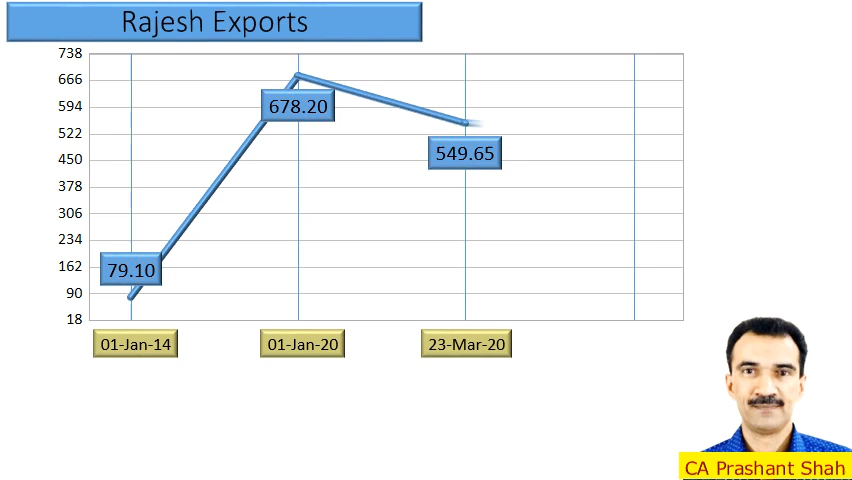 Rajesh Exports
738
666
594
522
450
378
306
234
162
90
18
79.10
678.20
549.65
01-Jan-14
01-Jan-20
23-Mar-20
CA Prashant Shah